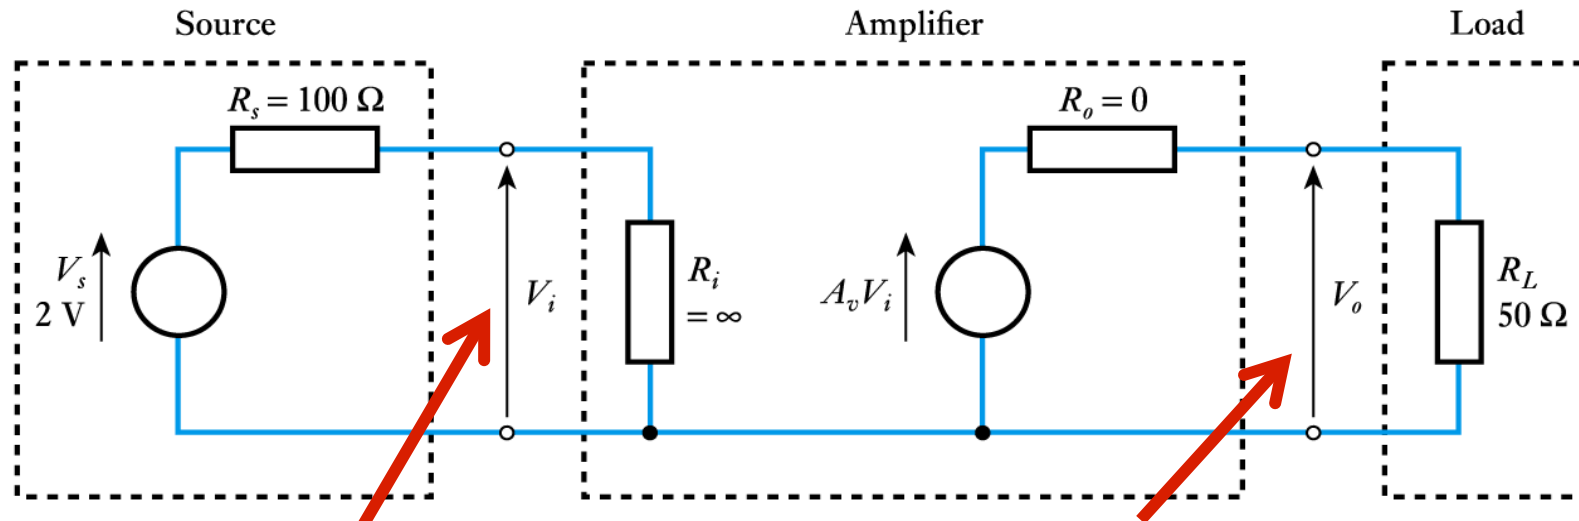 Source
Amplifier
Load
R_s = 100 Ω
R_o = 0
V_s
2 V
V_i
R_i
= ∞
A_vV_i
V_o
R_L
50 Ω